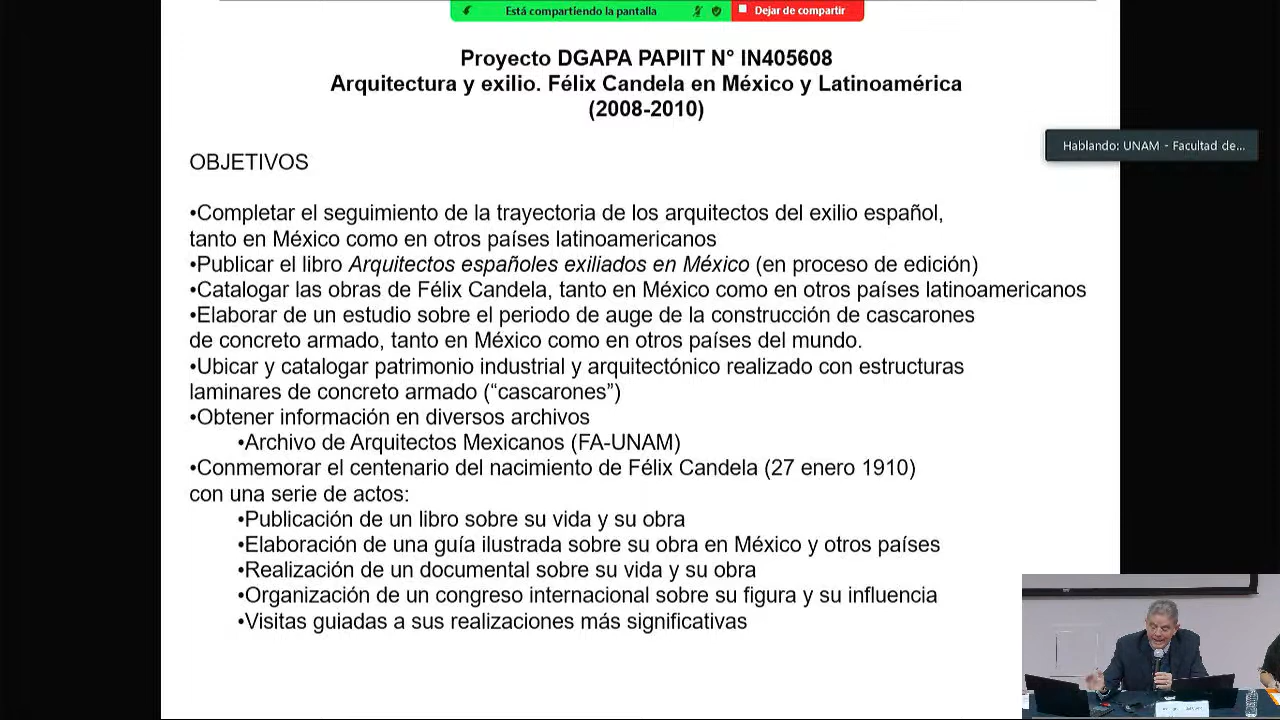 Está compartiendo la pantalla
Dejar de compartir
Proyecto DGAPA PAPIIT N° IN405608
Arquitectura y exilio. Félix Candela en México y Latinoamérica
(2008-2010)
Hablando: UNAM - Facultad de...
OBJETIVOS
•Completar el seguimiento de la trayectoria de los arquitectos del exilio español,
tanto en México como en otros países latinoamericanos
•Publicar el libro Arquitectos españoles exiliados en México (en proceso de edición)
•Catalogar las obras de Félix Candela, tanto en México como en otros países latinoamericanos
•Elaborar de un estudio sobre el periodo de auge de la construcción de cascarones
de concreto armado, tanto en México como en otros países del mundo.
•Ubicar y catalogar patrimonio industrial y arquitectónico realizado con estructuras
laminares de concreto armado (“cascarones”)
•Obtener información en diversos archivos
•Archivo de Arquitectos Mexicanos (FA-UNAM)
•Conmemorar el centenario del nacimiento de Félix Candela (27 enero 1910)
con una serie de actos:
•Publicación de un libro sobre su vida y su obra
•Elaboración de una guía ilustrada sobre su obra en México y otros países
•Realización de un documental sobre su vida y su obra
•Organización de un congreso internacional sobre su figura y su influencia
•Visitas guiadas a sus realizaciones más significativas